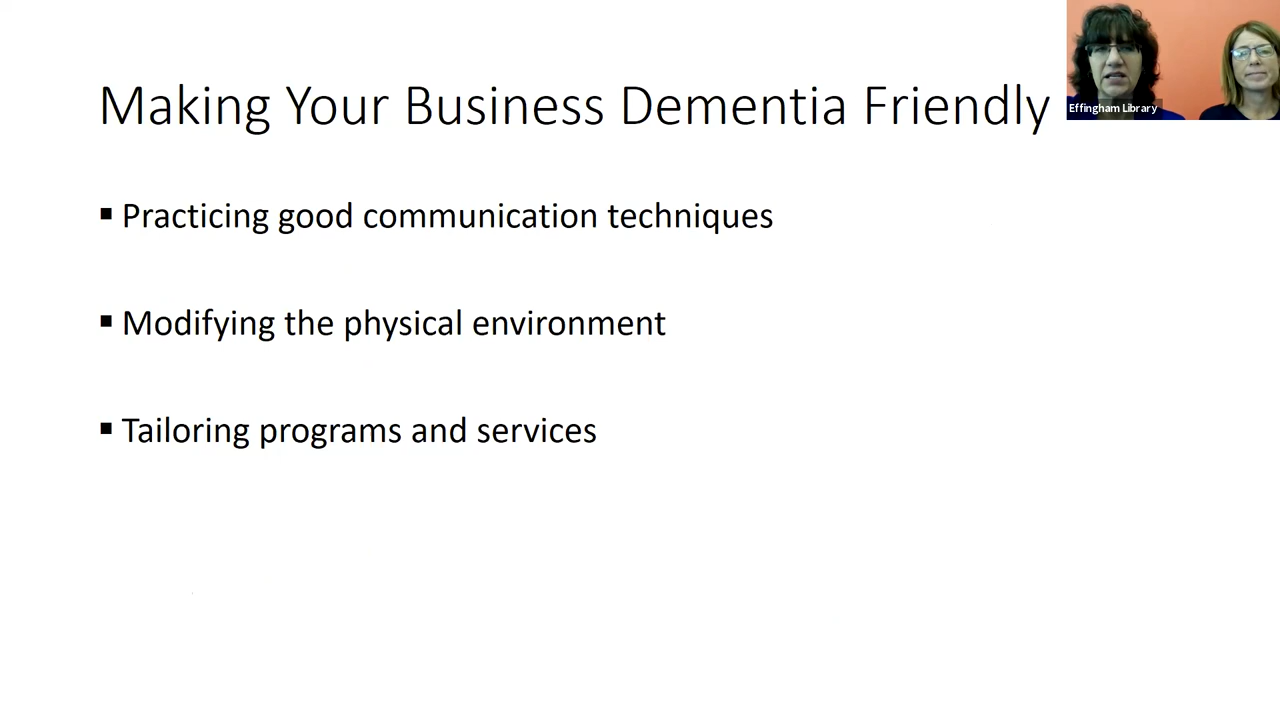 Making Your Business Dementia Friendly
Effingham Library
▪ Practicing good communication techniques
▪ Modifying the physical environment
▪ Tailoring programs and services